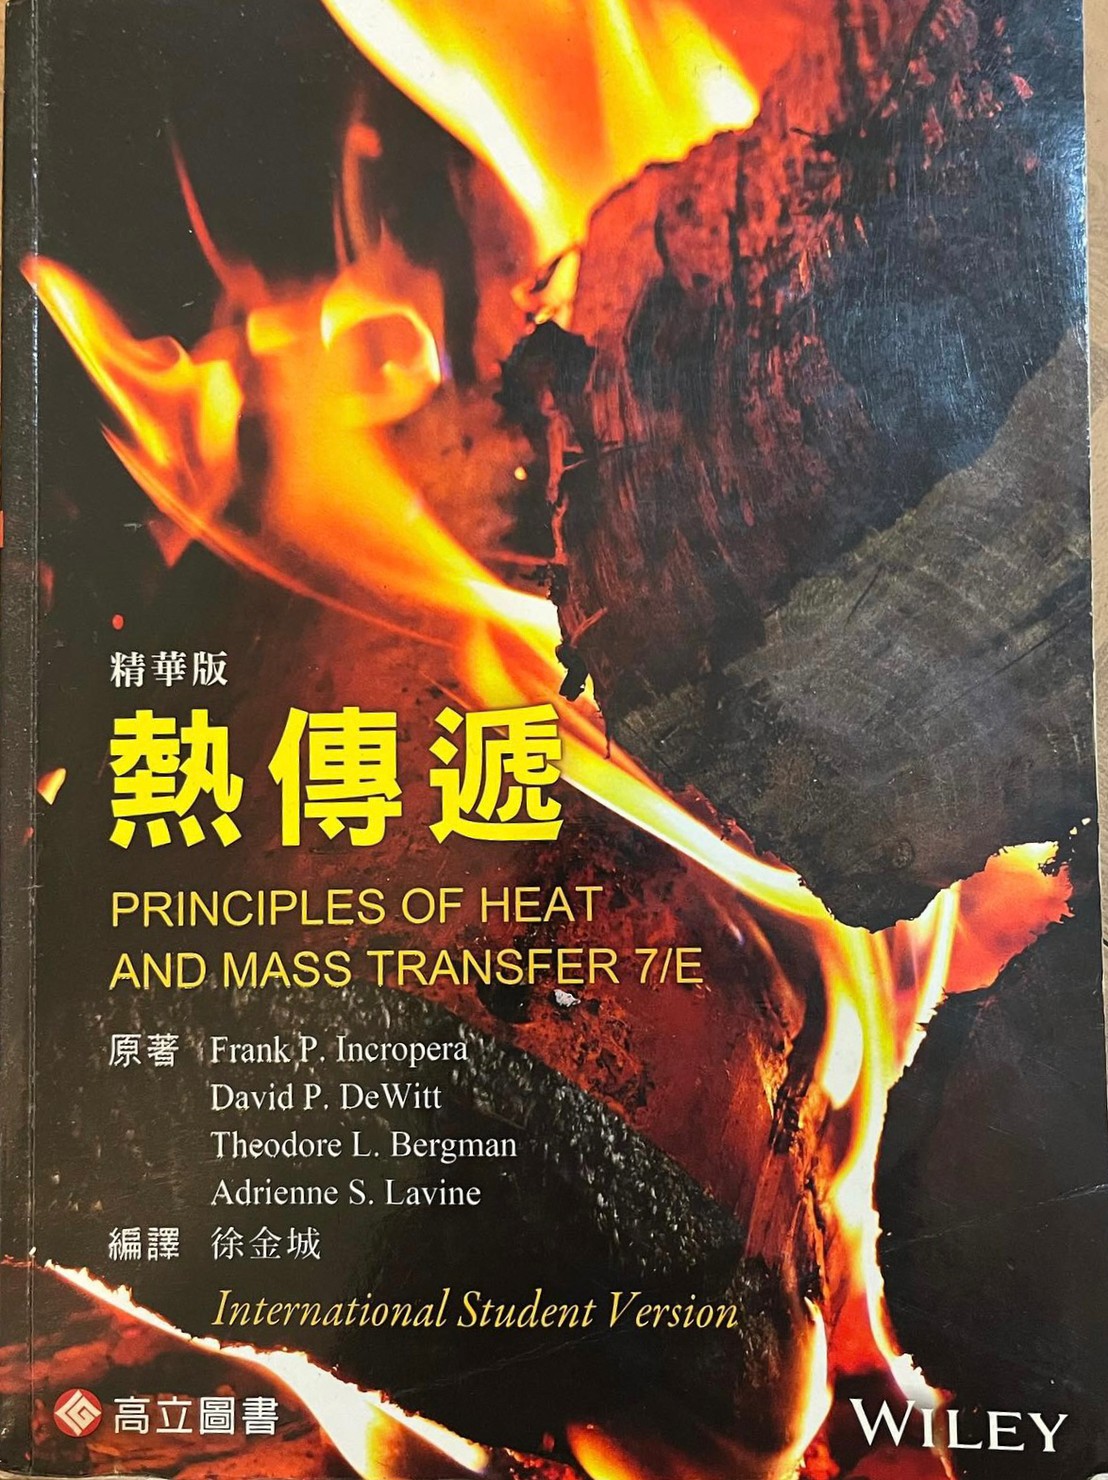 精華版
熱傳遞
PRINCIPLES OF HEAT
AND MASS TRANSFER 7/E
原著 Frank P. Incropera
David P. DeWitt
Theodore L. Bergman
Adrienne S. Lavine
編譯 徐金城
International Student Version
高立圖書
WILEY